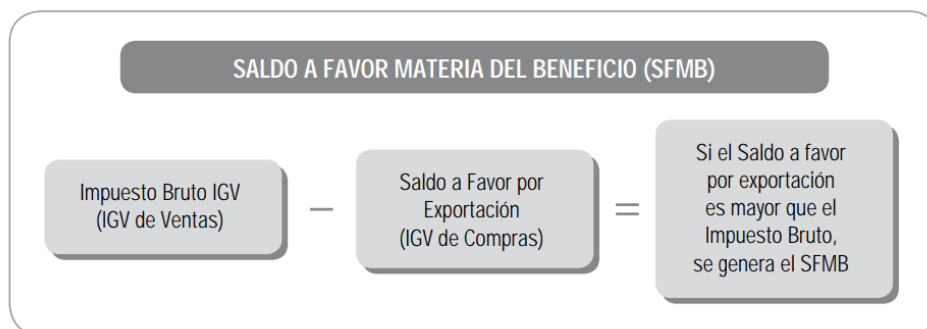 SALDO A FAVOR MATERIA DEL BENEFICIO (SFMB)
Impuesto Bruto IGV
(IGV de Ventas)
–
Saldo a Favor por
Exportación
(IGV de Compras)
=
Si el Saldo a favor
por exportación
es mayor que el
Impuesto Bruto,
se genera el SFMB